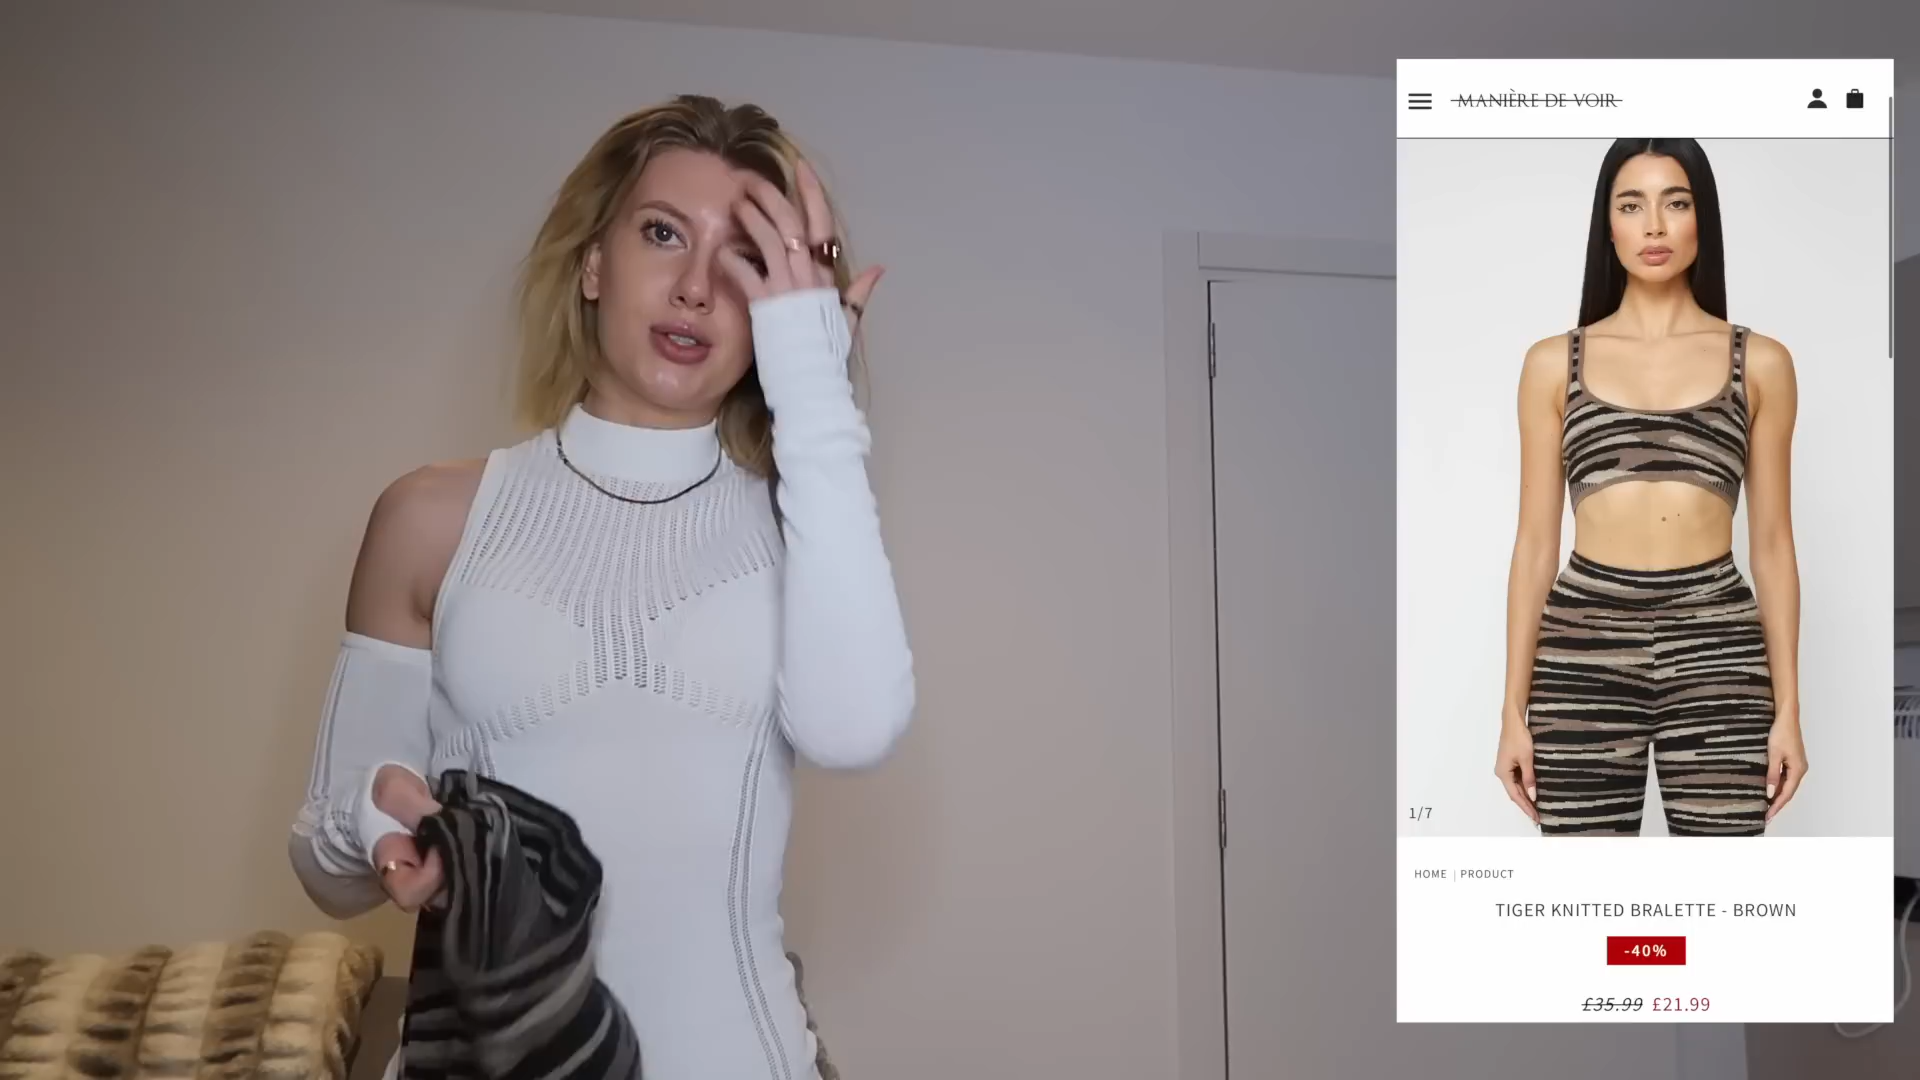 MANIÈRE DE VOIR
1/7
HOME | PRODUCT
TIGER KNITTED BRALETTE - BROWN
-40%
£35.99 £21.99